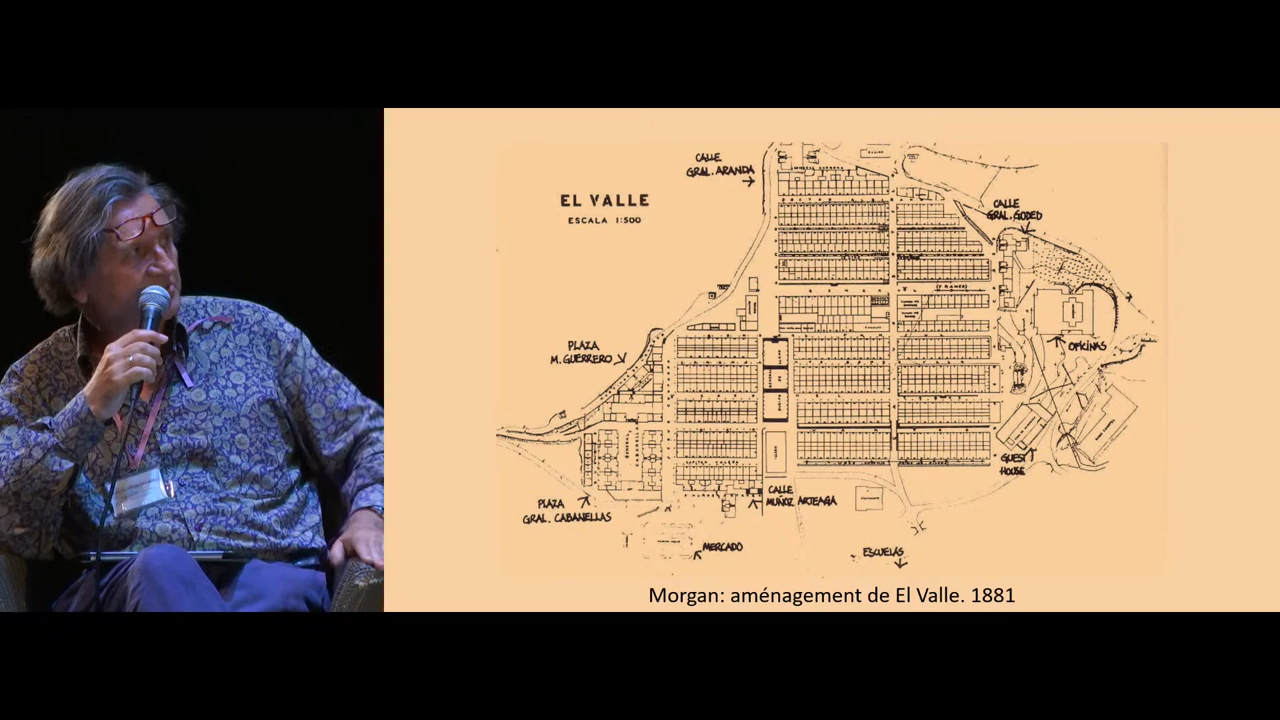 CALLE
GRAL. ARANDA
EL VALLE
ESCALA 1:500
CALLE
GRAL. GODED
PLAZA
M. GUERRERO
OFICINAS
GUEST
HOUSE
PLAZA
GRAL. CABANELLAS
CALLE
MUÑOZ ARTEAGA
MERCADO
ESCUELAS
Morgan: aménagement de El Valle. 1881